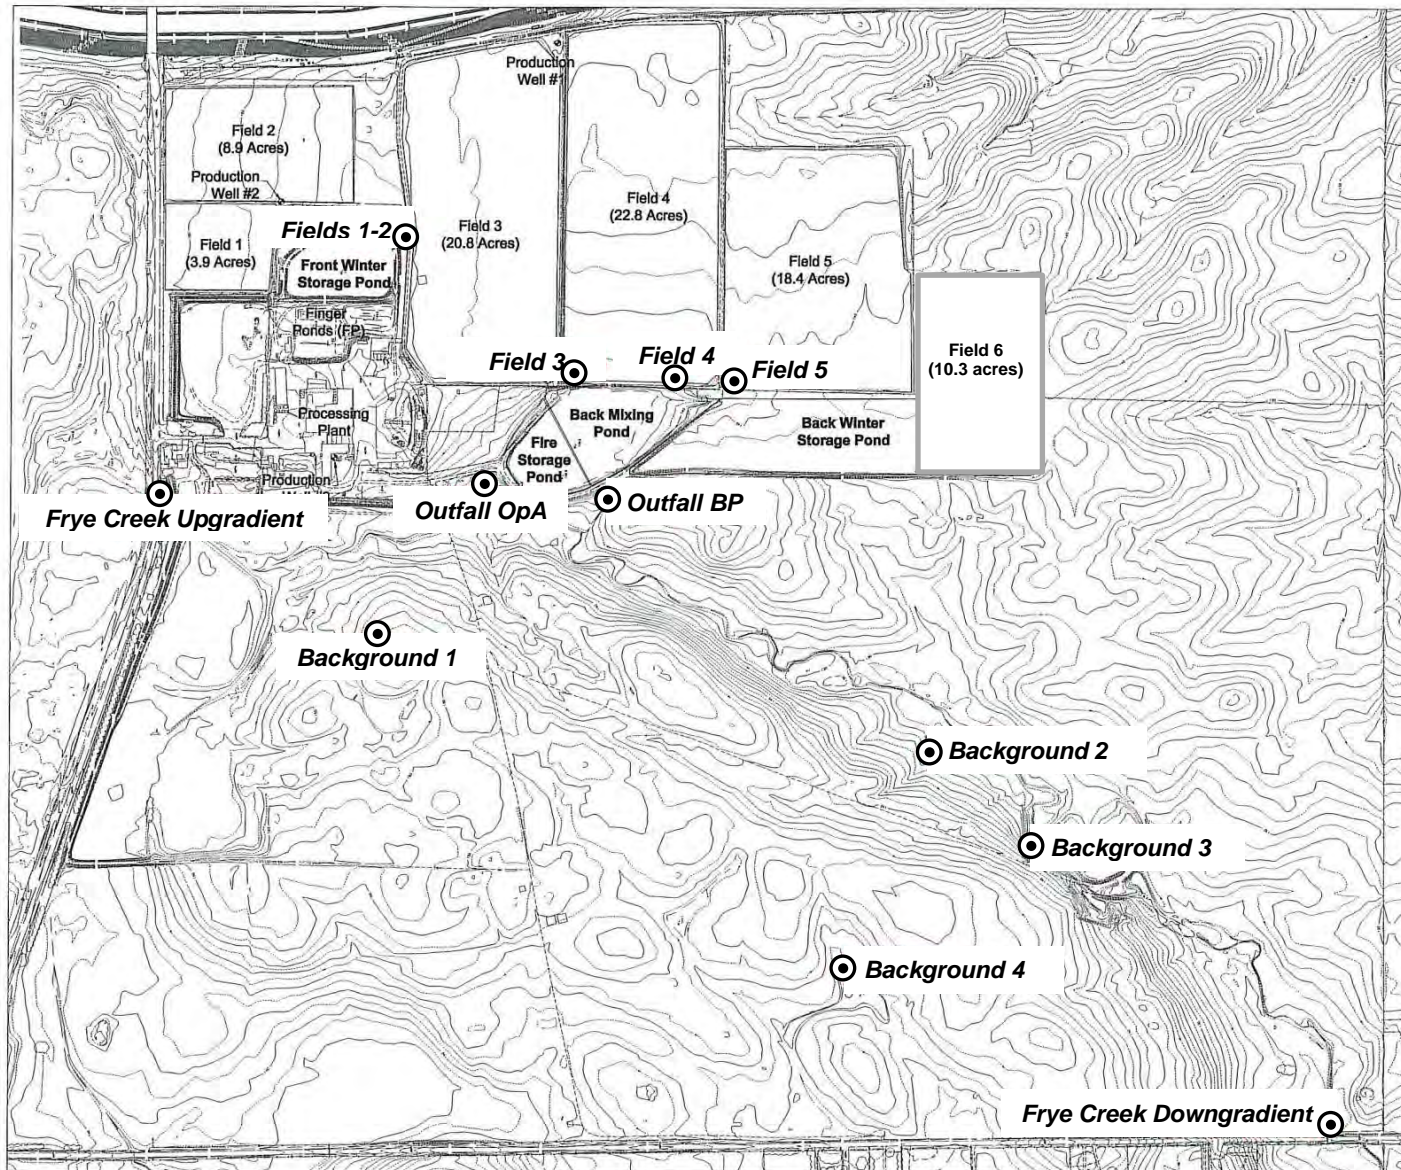 Production
Well #1
Field 2
(8.9 Acres)
Production
Well #2
Field 4
(22.8 Acres)
Fields 1-2
Field 3
(20.8 Acres)
Field 1
(3.9 Acres)
Front Winter
Storage Pond
Field 5
(18.4 Acres)
Finger
Ponds (FP)
Field 6
(10.3 acres)
Field 3
Field 4
Field 5
Processing
Plant
Back Mixing
Pond
Back Winter
Storage Pond
Fire
Storage
Pond
Production
Frye Creek Upgradient
Outfall OpA
Outfall BP
Background 1
Background 2
Background 3
Background 4
Frye Creek Downgradient